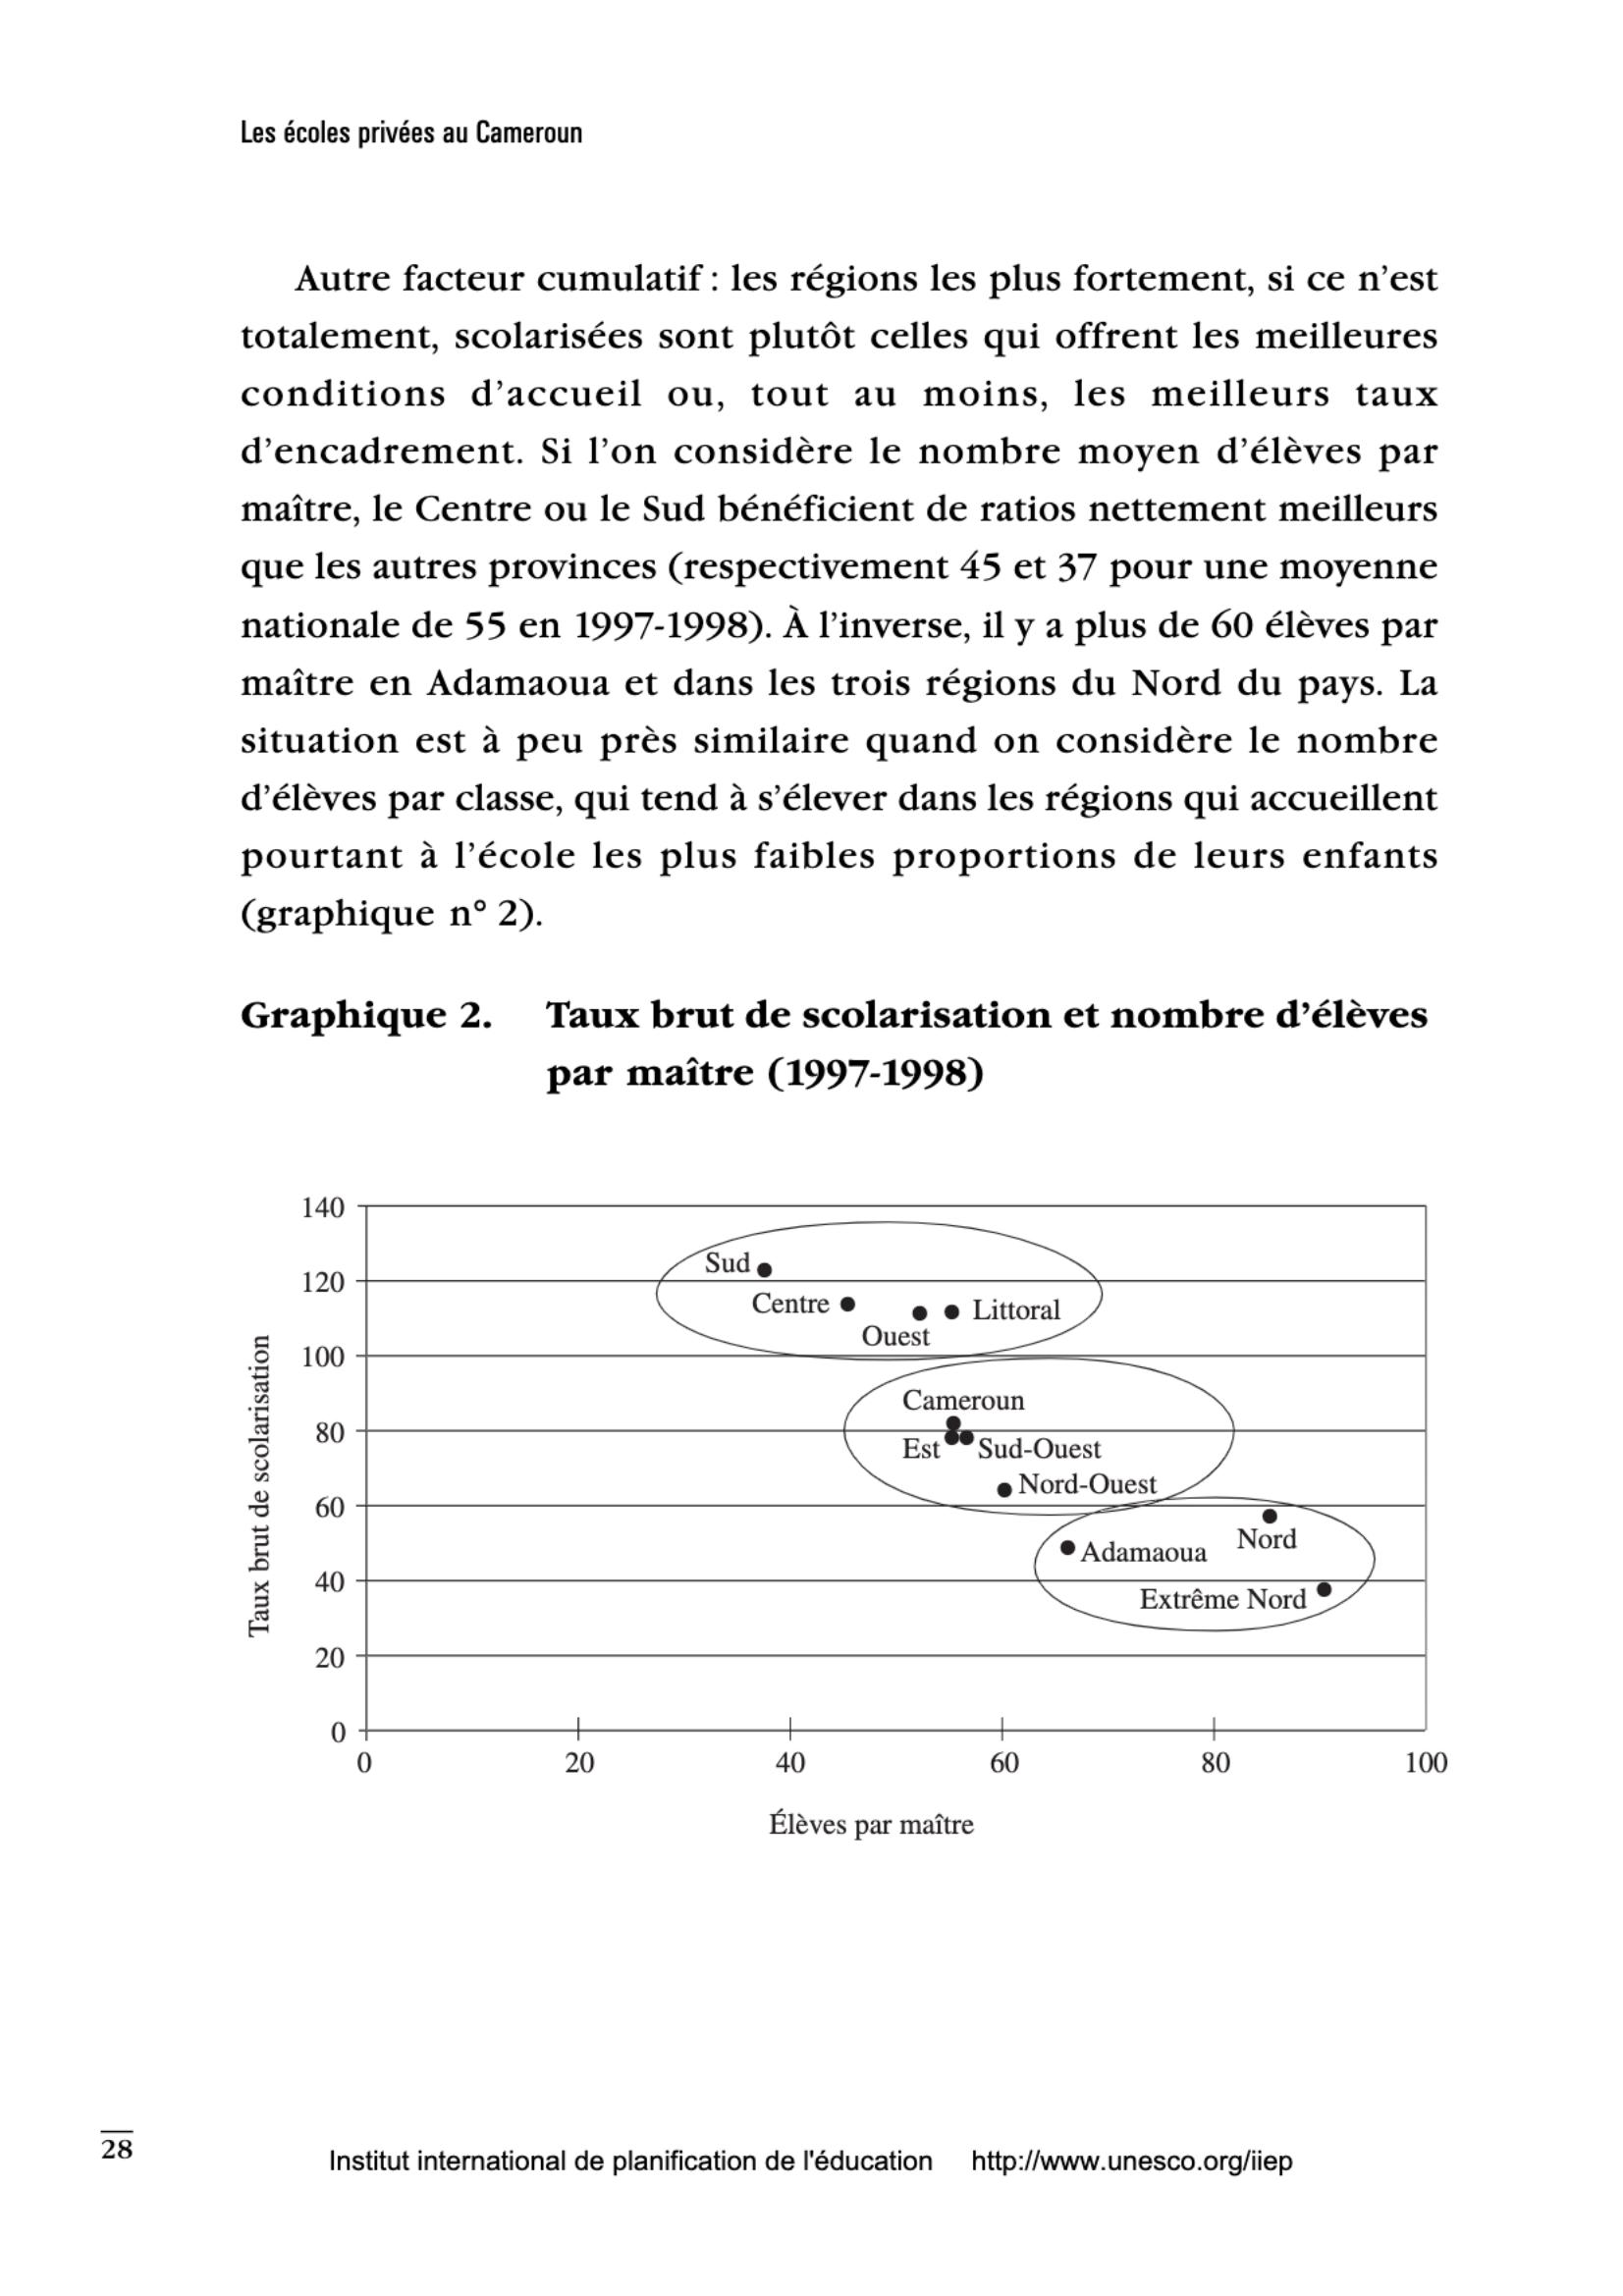 Les écoles privées au Cameroun
Autre facteur cumulatif : les régions les plus fortement, si ce n’est
totalement, scolarisées sont plutôt celles qui offrent les meilleures
conditions d’accueil ou, tout au moins, les meilleurs taux
d’encadrement. Si l’on considère le nombre moyen d’élèves par
maître, le Centre ou le Sud bénéficient de ratios nettement meilleurs
que les autres provinces (respectivement 45 et 37 pour une moyenne
nationale de 55 en 1997-1998). À l’inverse, il y a plus de 60 élèves par
maître en Adamaoua et dans les trois régions du Nord du pays. La
situation est à peu près similaire quand on considère le nombre
d’élèves par classe, qui tend à s’élever dans les régions qui accueillent
pourtant à l’école les plus faibles proportions de leurs enfants
(graphique n° 2).
Graphique 2. Taux brut de scolarisation et nombre d’élèves
par maître (1997-1998)
Taux brut de scolarisation
140
120
100
80
60
40
20
0
Sud
Centre
Littoral
Ouest
Cameroun
Est
Sud-Ouest
Nord-Ouest
Nord
Adamaoua
Extrême Nord
0 20 40 60 80 100
Élèves par maître
28
Institut international de planification de l'éducation http://www.unesco.org/iiep